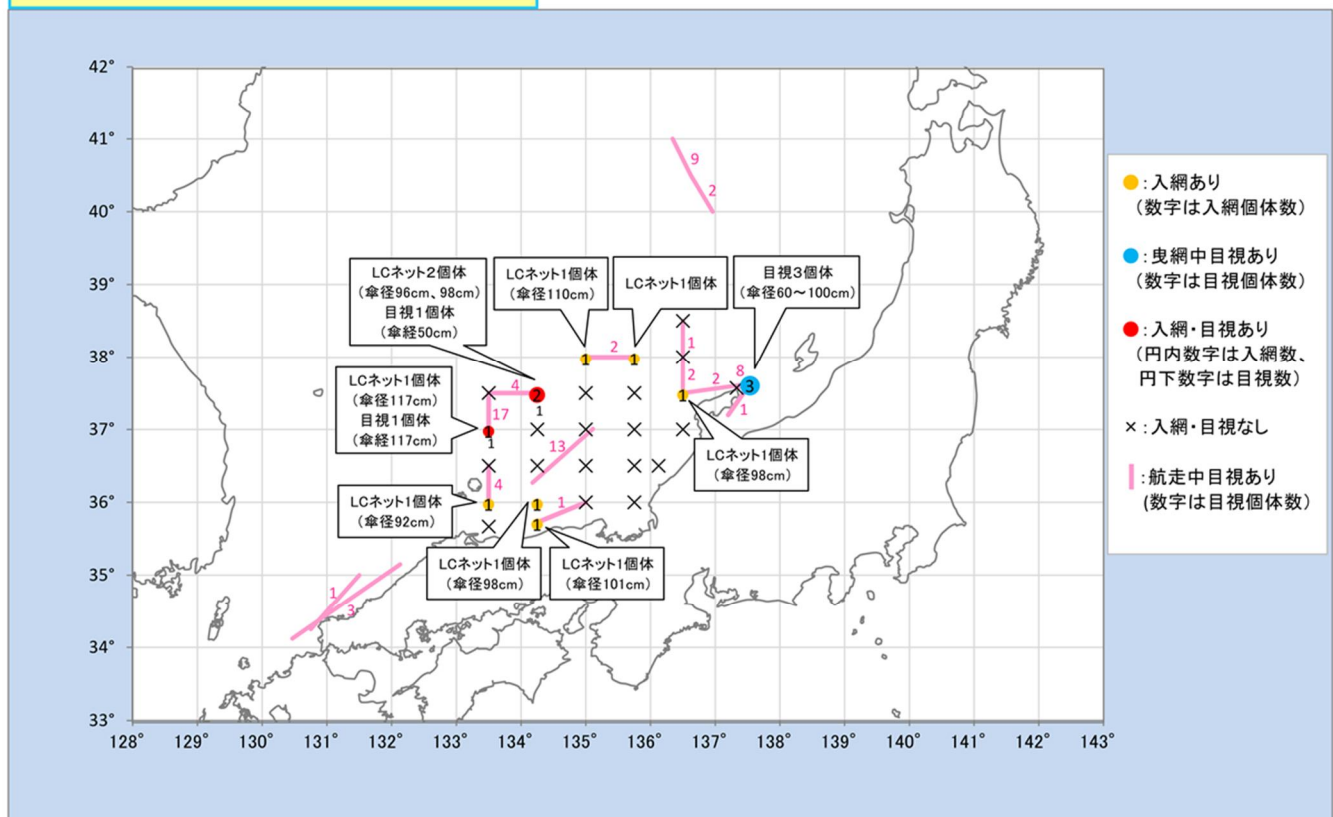 42°
41°
40°
39°
38°
37°
36°
35°
34°
33°
128°
129°
130°
131°
132°
133°
134°
135°
136°
137°
138°
139°
140°
141°
142°
143°
9
2
LCネット2個体
(傘径96cm、98cm)
目視1個体
(傘経50cm)
LCネット1個体
(傘径110cm)
LCネット1個体
目視3個体
(傘径60～100cm)
1
2
1
1
2
2
8
3
1
1
4
2
1
17
LCネット1個体
(傘径117cm)
目視1個体
(傘経117cm)
1
1
13
LCネット1個体
(傘径98cm)
4
LCネット1個体
(傘径92cm)
1
1
1
1
LCネット1個体
(傘径98cm)
LCネット1個体
(傘径101cm)
1
3
：入網あり
(数字は入網個体数)
：曳網中目視あり
(数字は目視個体数)
：入網・目視あり
(円内数字は入網数、
円下数字は目視数)
×：入網・目視なし
：航走中目視あり
(数字は目視個体数)